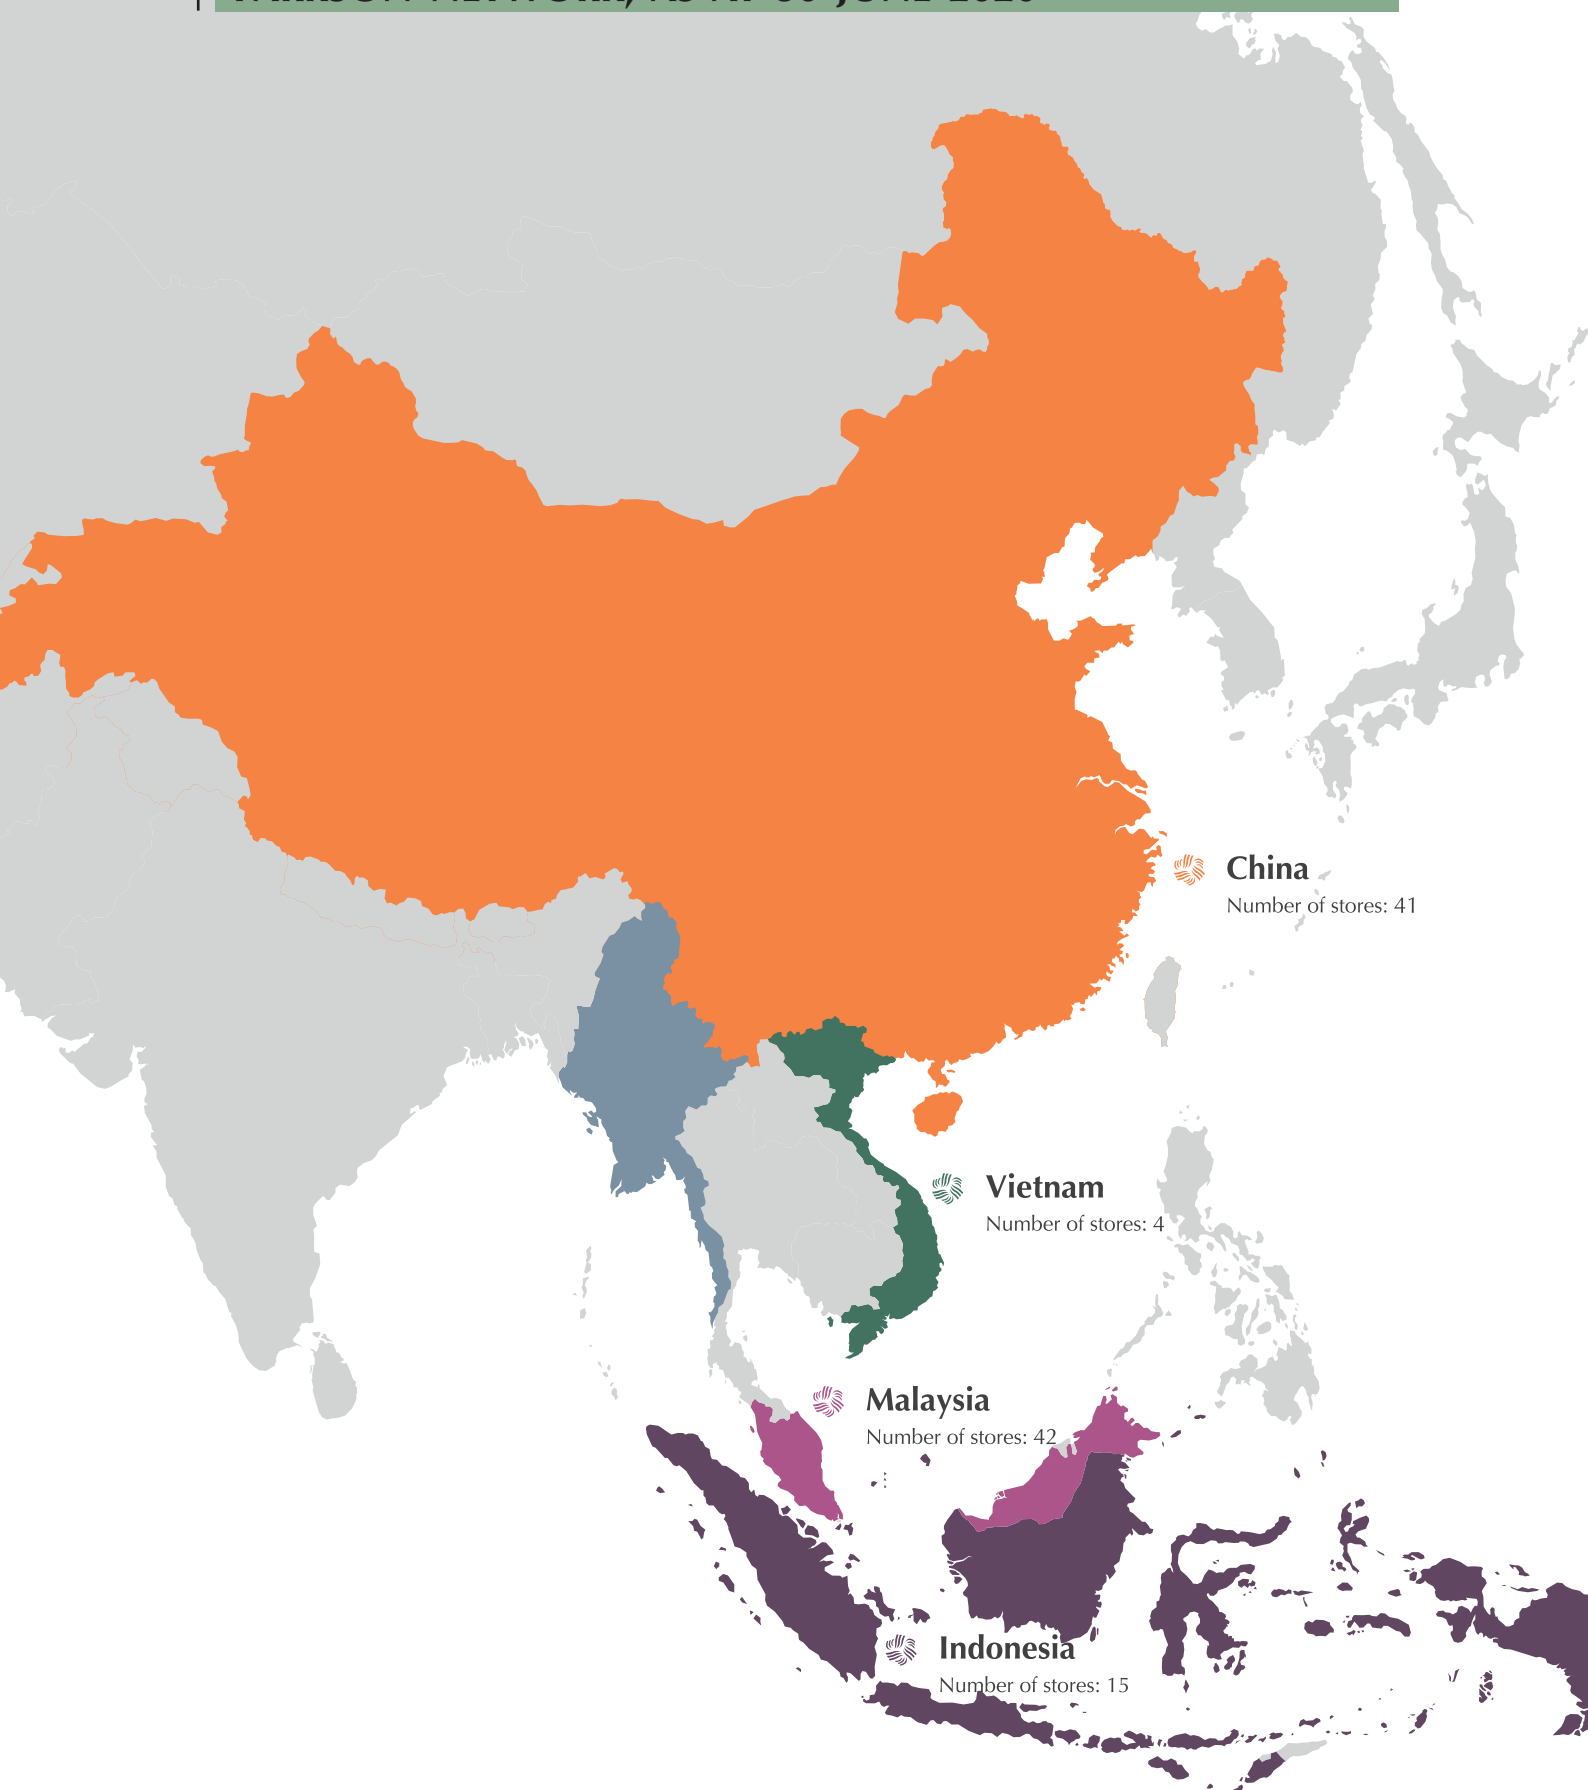 China
Number of stores: 41
Vietnam
Number of stores: 4
Malaysia
Number of stores: 42
Indonesia
Number of stores: 15